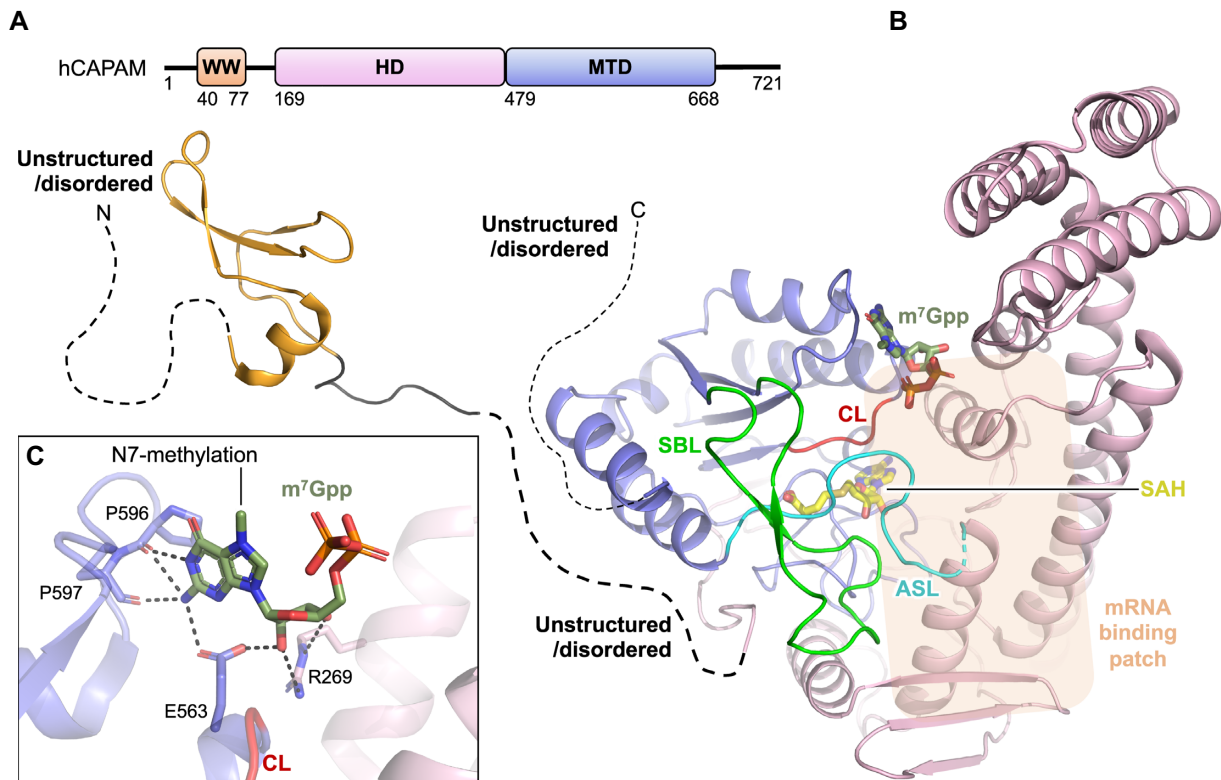 A
B
hCAPAM
WW
HD
MTD
1
40
77
169
479
668
721
Unstructured
/disordered
N
Unstructured
/disordered
C
m⁷Gpp
CL
SBL
SAH
ASL
mRNA
binding
patch
Unstructured
/disordered
C
N7-methylation
m⁷Gpp
P596
P597
R269
E563
CL